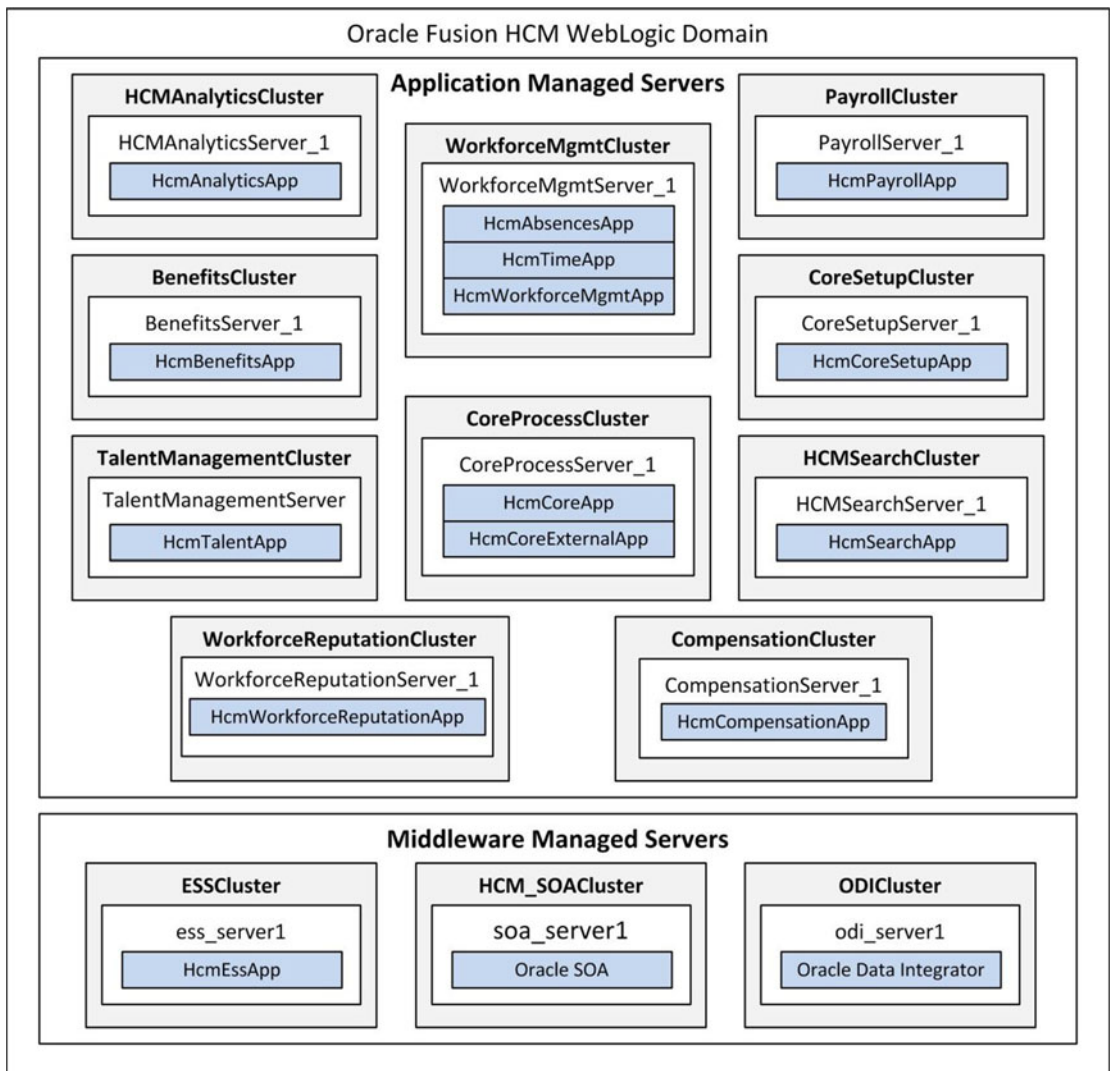 Oracle Fusion HCM WebLogic Domain
Application Managed Servers
HCMAnalyticsCluster
HCMAnalyticsServer_1
HcmAnalyticsApp
WorkforceMgmtCluster
WorkforceMgmtServer_1
HcmAbsencesApp
HcmTimeApp
HcmWorkforceMgmtApp
PayrollCluster
PayrollServer_1
HcmPayrollApp
BenefitsCluster
BenefitsServer_1
HcmBenefitsApp
CoreSetupCluster
CoreSetupServer_1
HcmCoreSetupApp
TalentManagementCluster
TalentManagementServer
HcmTalentApp
CoreProcessCluster
CoreProcessServer_1
HcmCoreApp
HcmCoreExternalApp
HCMSearchCluster
HCMSearchServer_1
HcmSearchApp
WorkforceReputationCluster
WorkforceReputationServer_1
HcmWorkforceReputationApp
CompensationCluster
CompensationServer_1
HcmCompensationApp
Middleware Managed Servers
ESSCluster
ess_server1
HcmEssApp
HCM_SOACluster
soa_server1
Oracle SOA
ODICluster
odi_server1
Oracle Data Integrator